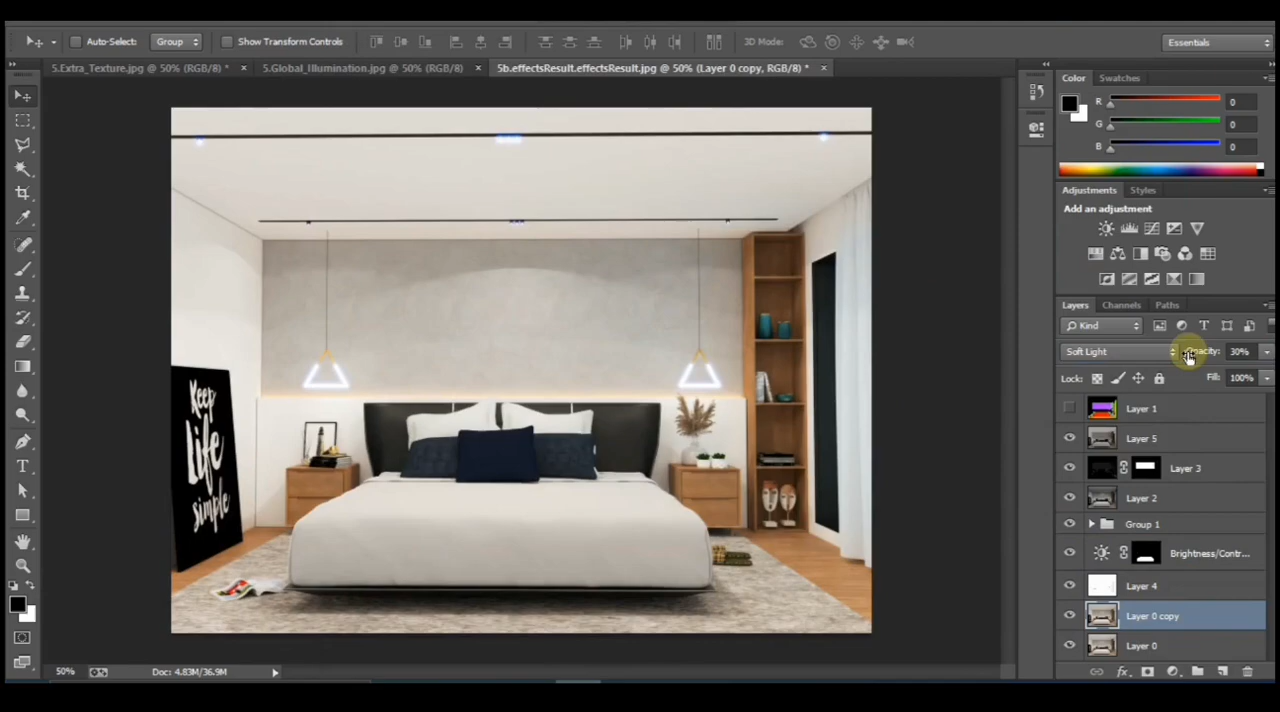 Auto-Select: Group Show Transform Controls 3D Mode: Essentials
5.Extra_Texture.jpg @ 50% (RGB/8) * × 5.Global_Illumination.jpg @ 50% (RGB/8) × 5b.effectsResult.effectsResult.jpg @ 50% (Layer 0 copy, RGB/8) * ×
Color Swatches
R 0
G 0
B 0
Adjustments Styles
Add an adjustment
Layers Channels Paths
Kind
Soft Light Opacity: 30%
Lock: Fill: 100%
Layer 1
Layer 5
Layer 3
Layer 2
Group 1
Brightness/Contr...
Layer 4
Layer 0 copy
Layer 0
Keep
Life
simple
50% Doc: 4.83M/36.9M